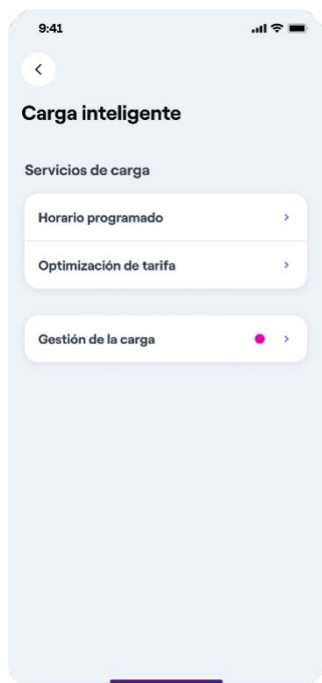 9:41
Carga inteligente
Servicios de carga
Horario programado
Optimización de tarifa
Gestión de la carga